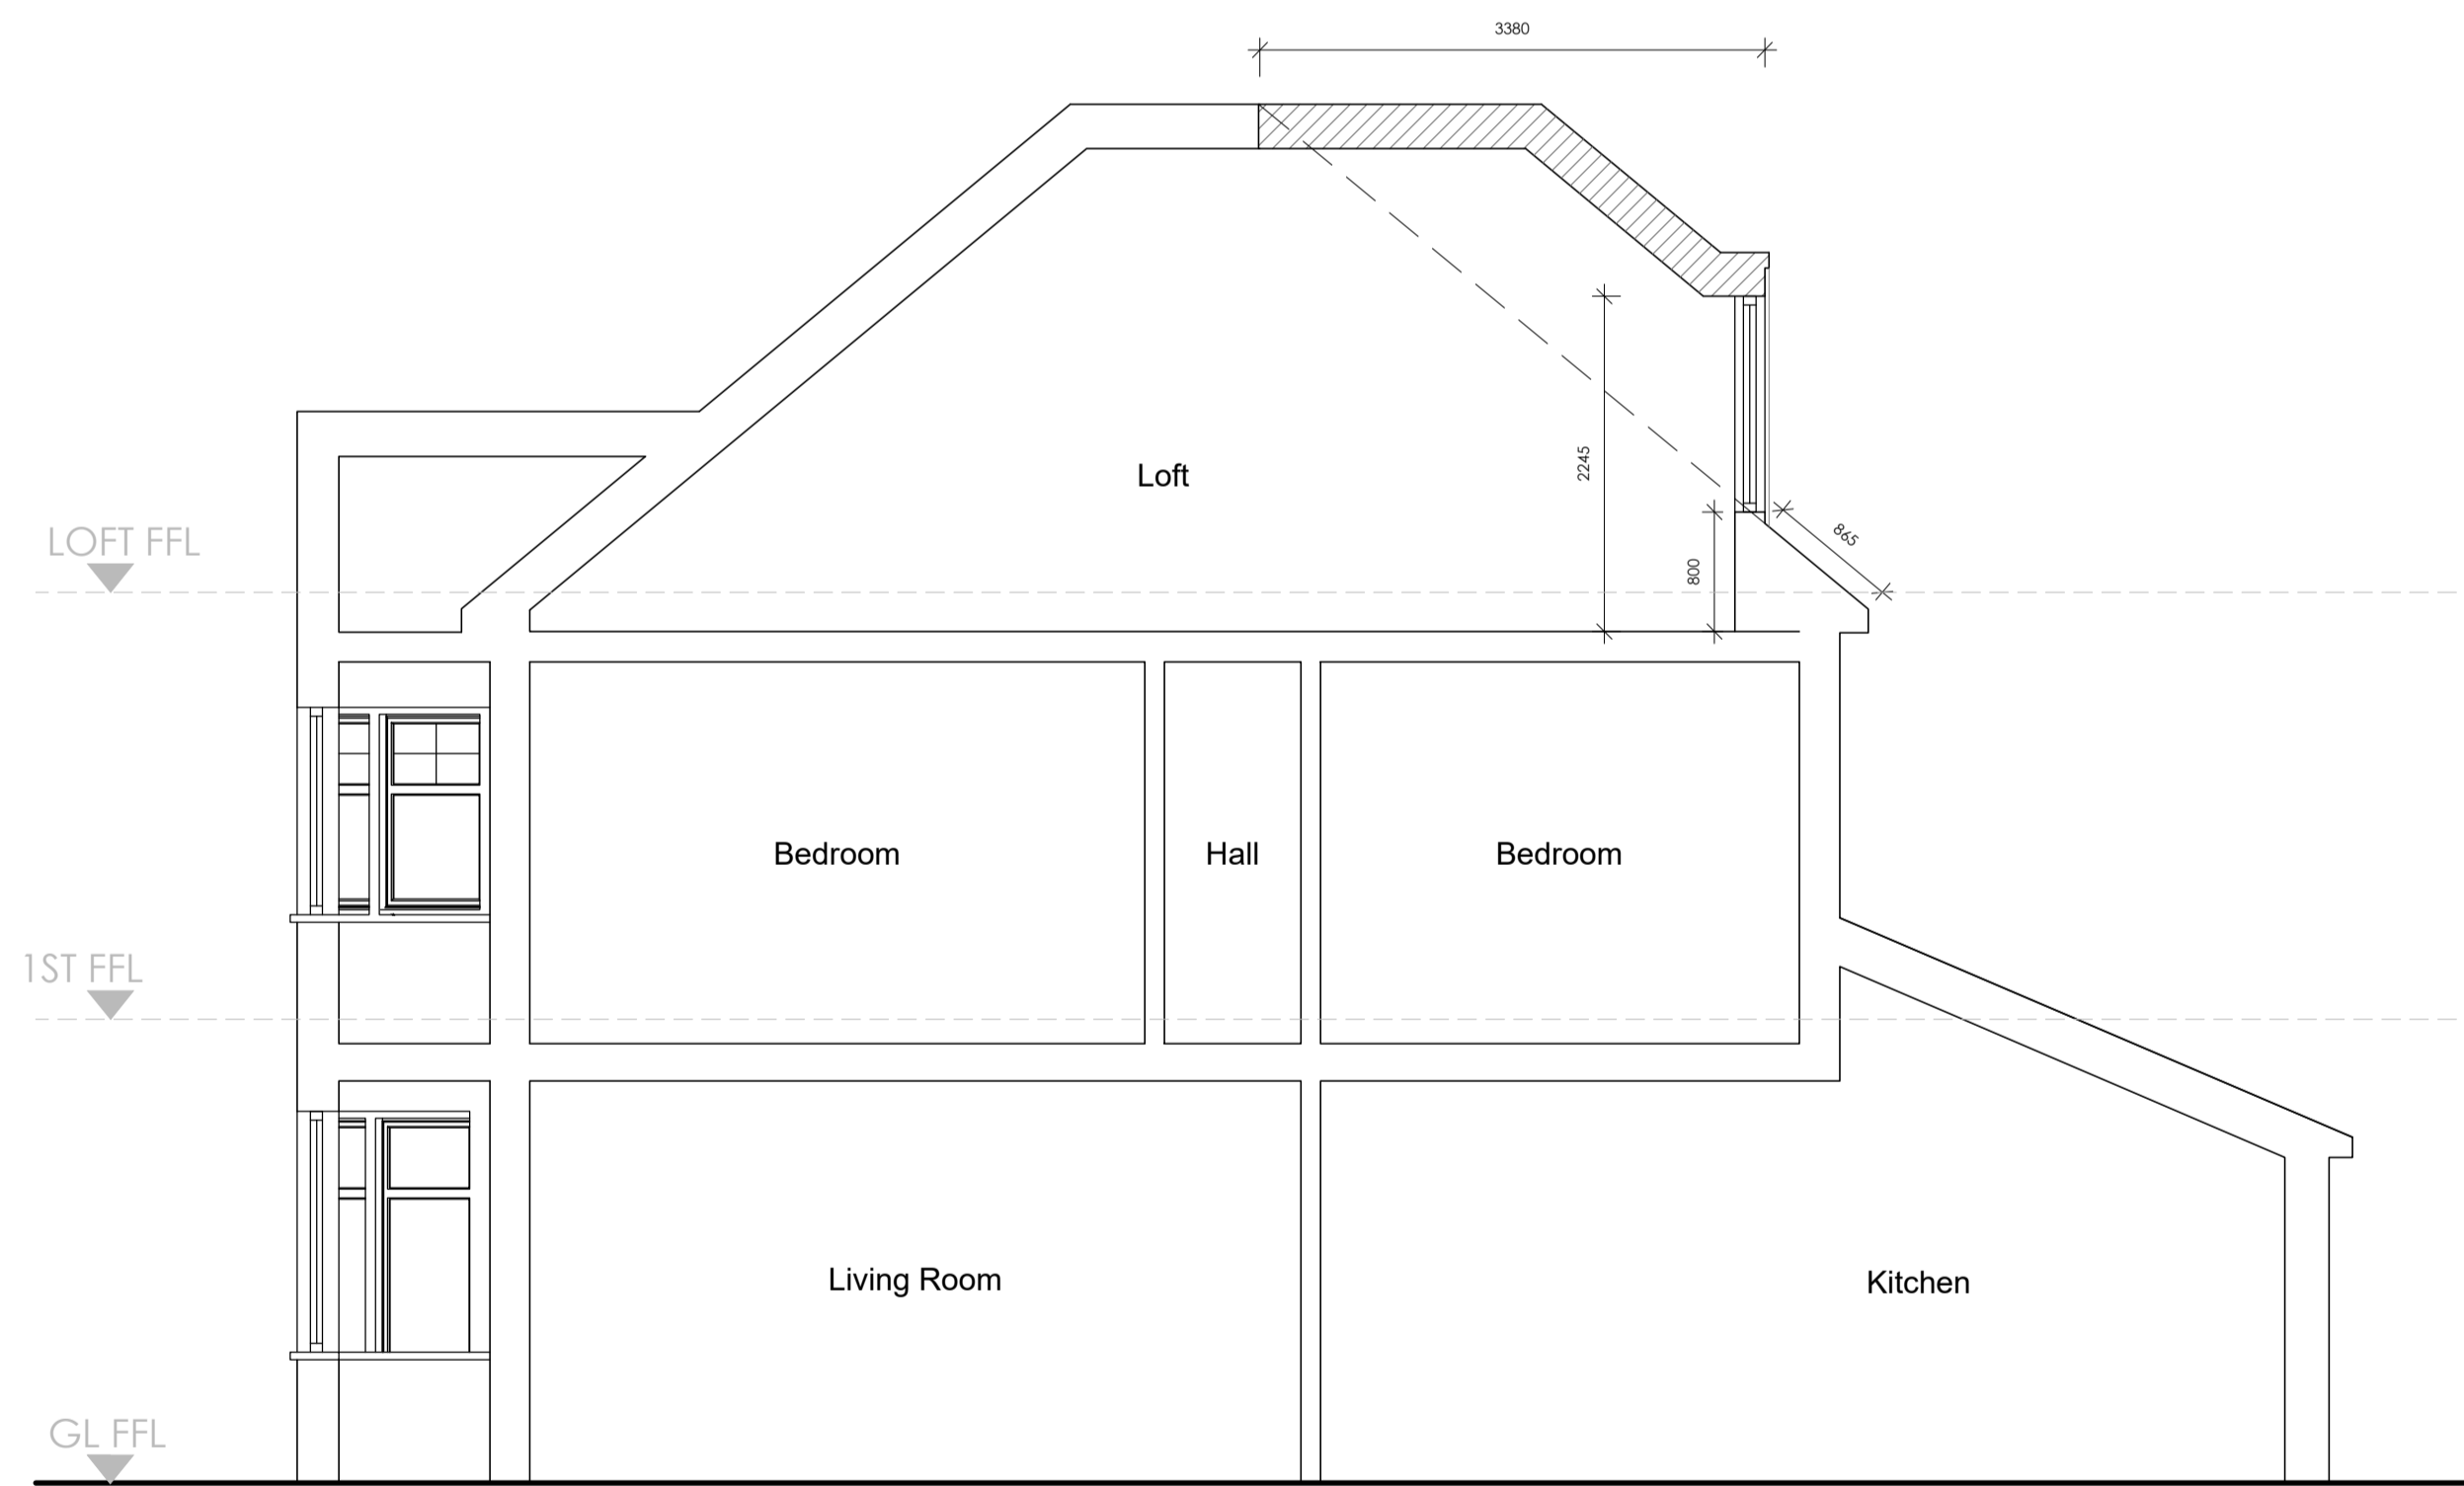 3380
Loft
2245
865
LOFT FFL
800
Bedroom
Hall
Bedroom
1ST FFL
Living Room
Kitchen
GL FFL